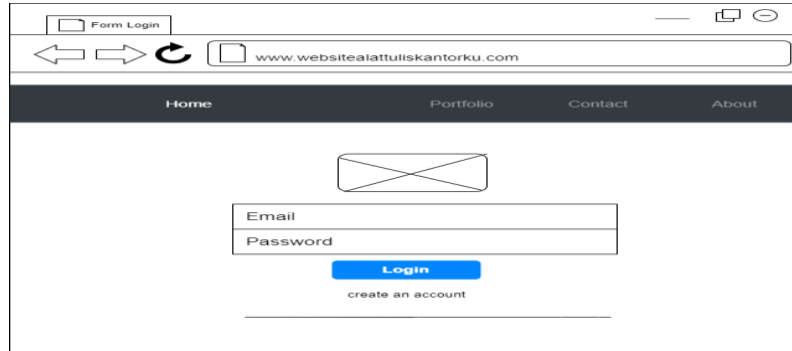 Form Login
www.websitealattuliskantorku.com
Home Portfolio Contact About
Email
Password
Login
create an account